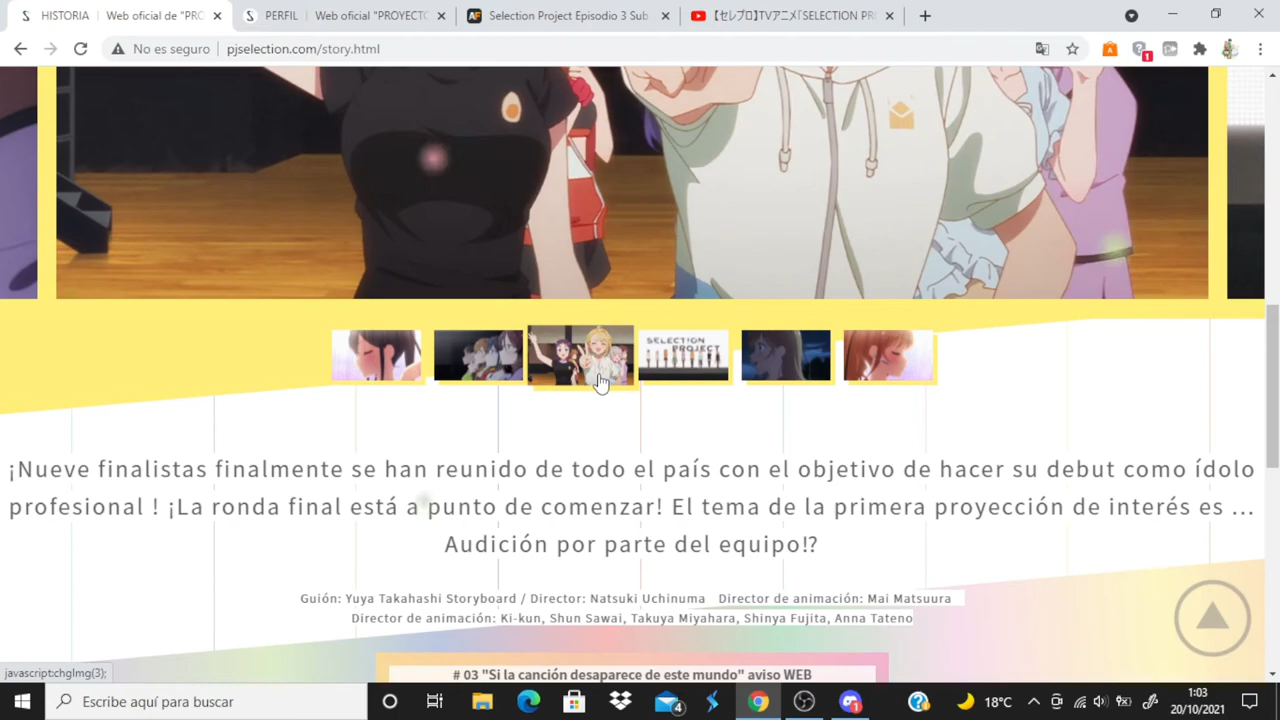 HISTORIA
Web oficial de "PRO
PERFIL
Web oficial "PROYECTO
Selection Project Episodio 3 Sub
【セレプロ】TVアニメ「SELECTION PR
No es seguro
pjselection.com/story.html
1
SELECTION
PROJECT
¡Nueve finalistas finalmente se han reunido de todo el país con el objetivo de hacer su debut como ídolo
profesional ! ¡La ronda final está a punto de comenzar! El tema de la primera proyección de interés es ...
Audición por parte del equipo!?
Guión: Yuya Takahashi Storyboard / Director: Natsuki Uchinuma Director de animación: Mai Matsuura
Director de animación: Ki-kun, Shun Sawai, Takuya Miyahara, Shinya Fujita, Anna Tateno
# 03 "Si la canción desaparece de este mundo" aviso WEB
javascript:chgImg(3);
Escribe aquí para buscar
4
18°C
1:03
20/10/2021